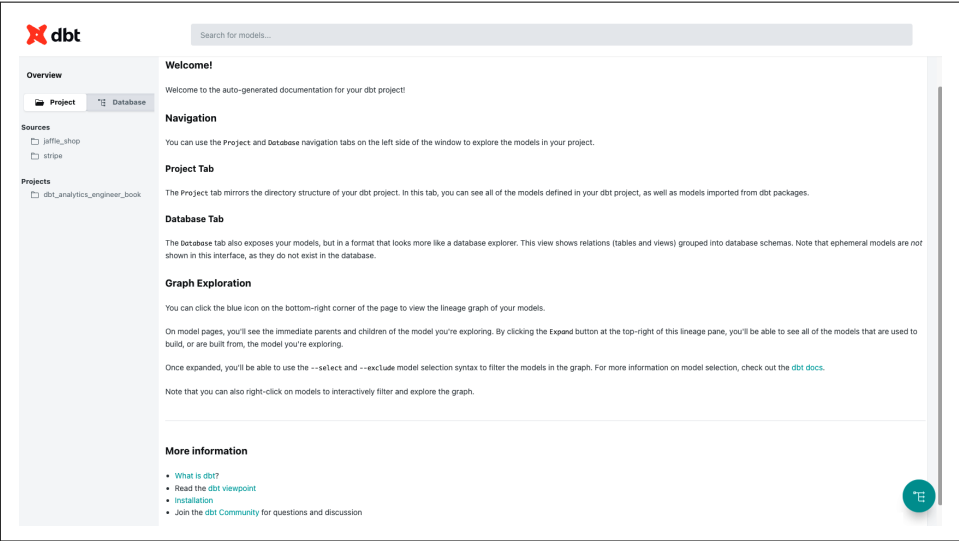 dbt
Search for models...
Overview
Project
Database
Sources
jaffle_shop
stripe
Projects
dbt_analytics_engineer_book
Welcome!
Welcome to the auto-generated documentation for your dbt project!
Navigation
You can use the Project and Database navigation tabs on the left side of the window to explore the models in your project.
Project Tab
The Project tab mirrors the directory structure of your dbt project. In this tab, you can see all of the models defined in your dbt project, as well as models imported from dbt packages.
Database Tab
The Database tab also exposes your models, but in a format that looks more like a database explorer. This view shows relations (tables and views) grouped into database schemas. Note that ephemeral models are not
shown in this interface, as they do not exist in the database.
Graph Exploration
You can click the blue icon on the bottom-right corner of the page to view the lineage graph of your models.
On model pages, you'll see the immediate parents and children of the model you're exploring. By clicking the Expand button at the top-right of this lineage pane, you'll be able to see all of the models that are used to
build, or are built from, the model you're exploring.
Once expanded, you'll be able to use the --select and --exclude model selection syntax to filter the models in the graph. For more information on model selection, check out the dbt docs.
Note that you can also right-click on models to interactively filter and explore the graph.
More information
• What is dbt?
• Read the dbt viewpoint
• Installation
• Join the dbt Community for questions and discussion